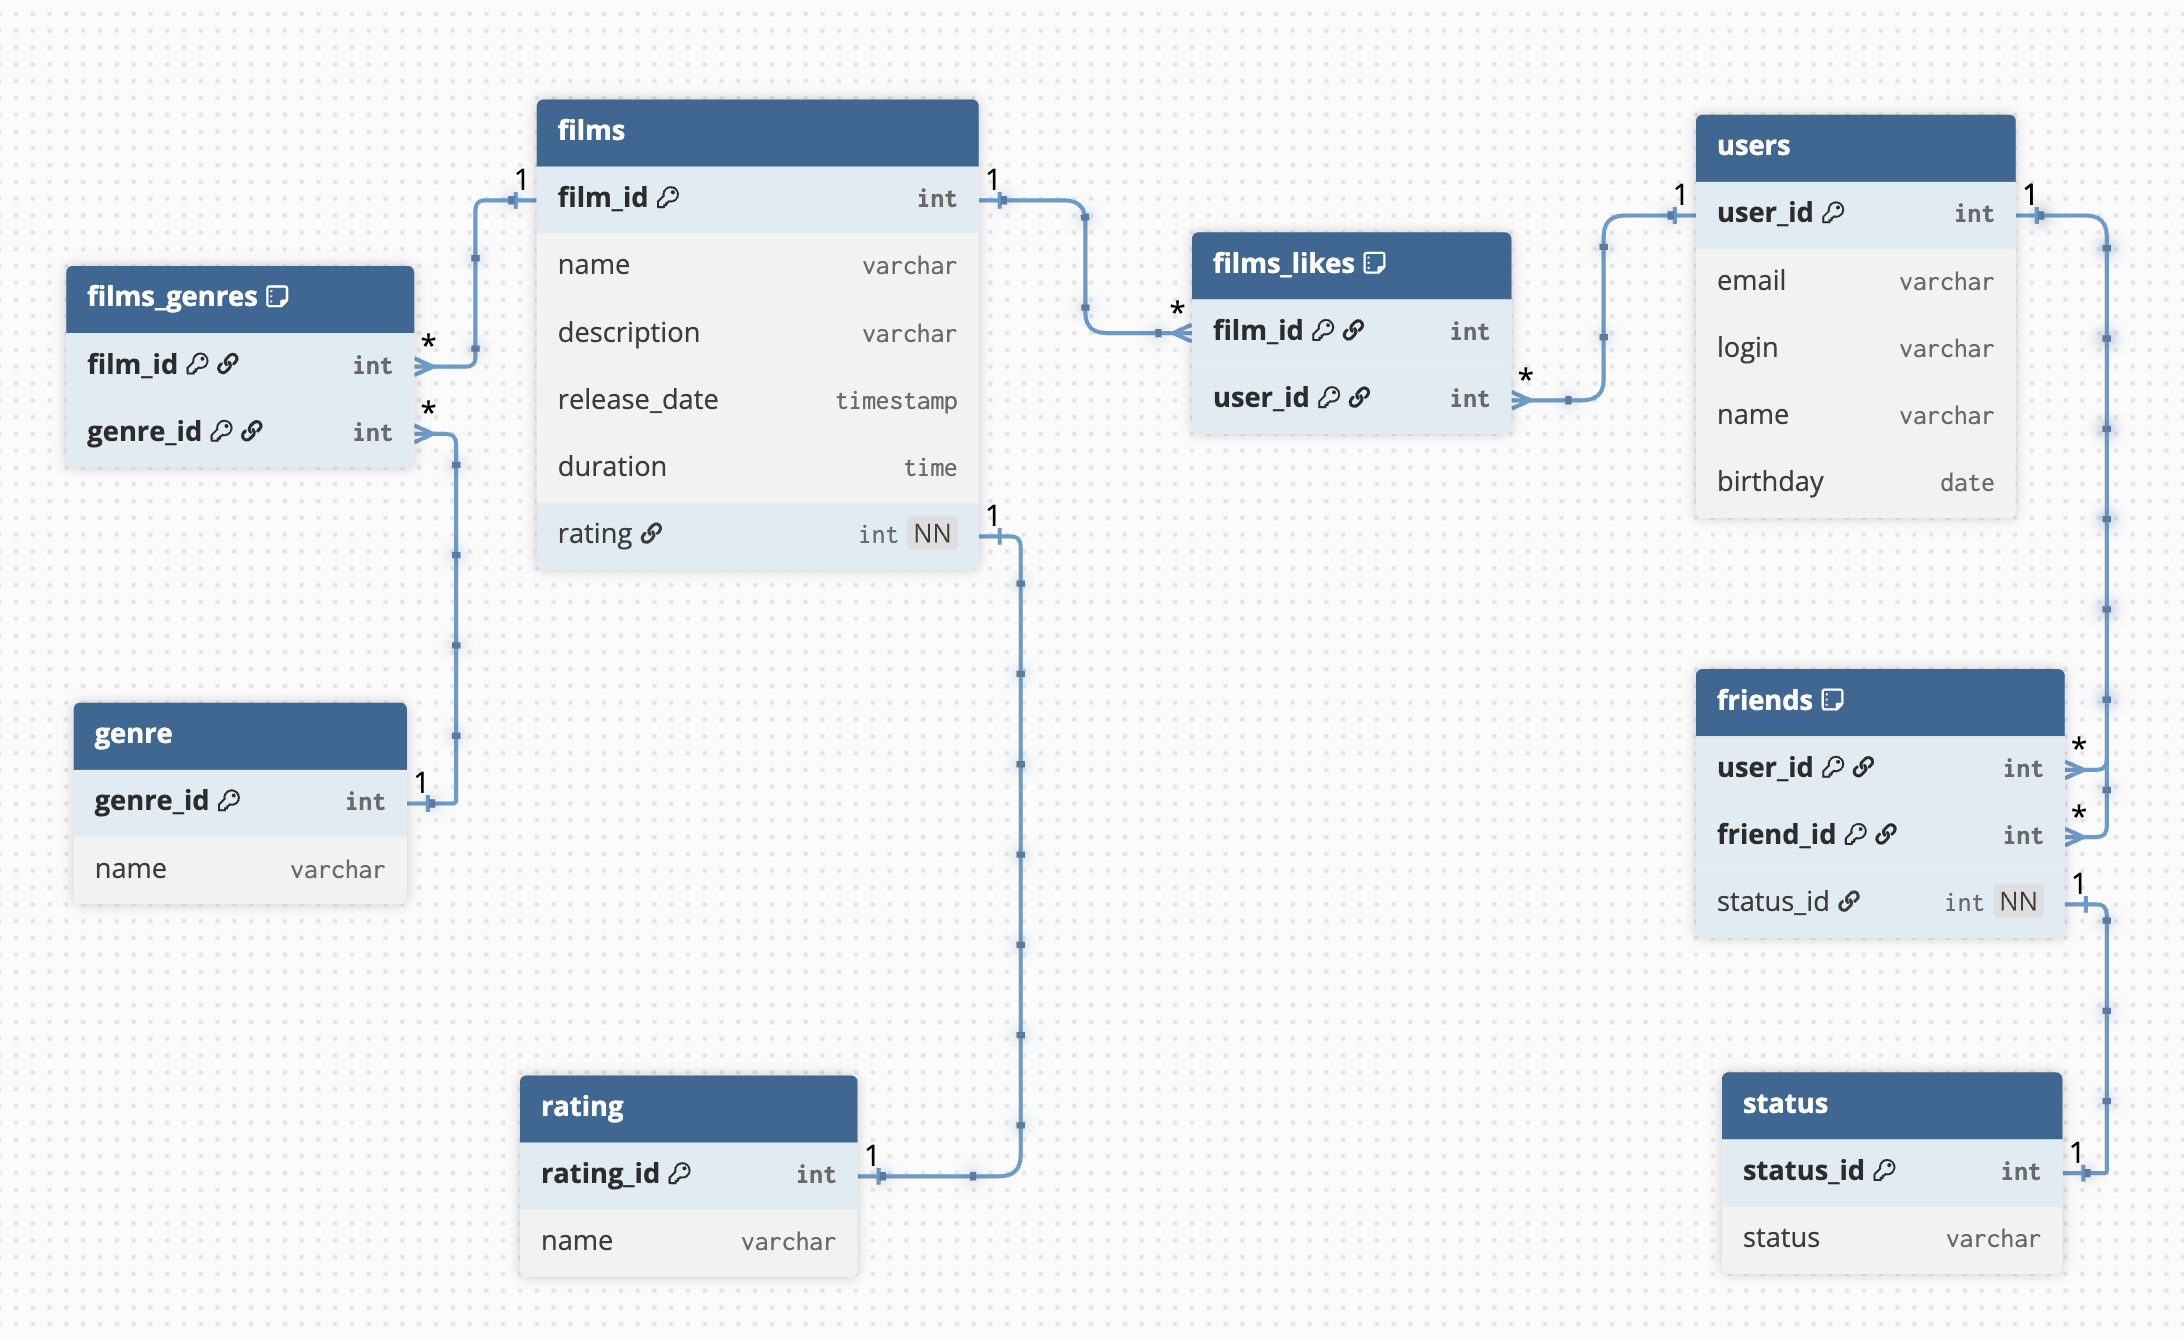 films
film_id int
name varchar
description varchar
release_date timestamp
duration time
rating int NN
1
1
1
films_genres
film_id int
genre_id int
*
*
genre
genre_id int
name varchar
1
rating
rating_id int
name varchar
1
films_likes
film_id int
user_id int
*
*
users
user_id int
email varchar
login varchar
name varchar
birthday date
1
1
friends
user_id int
friend_id int
status_id int NN
*
*
1
status
status_id int
status varchar
1